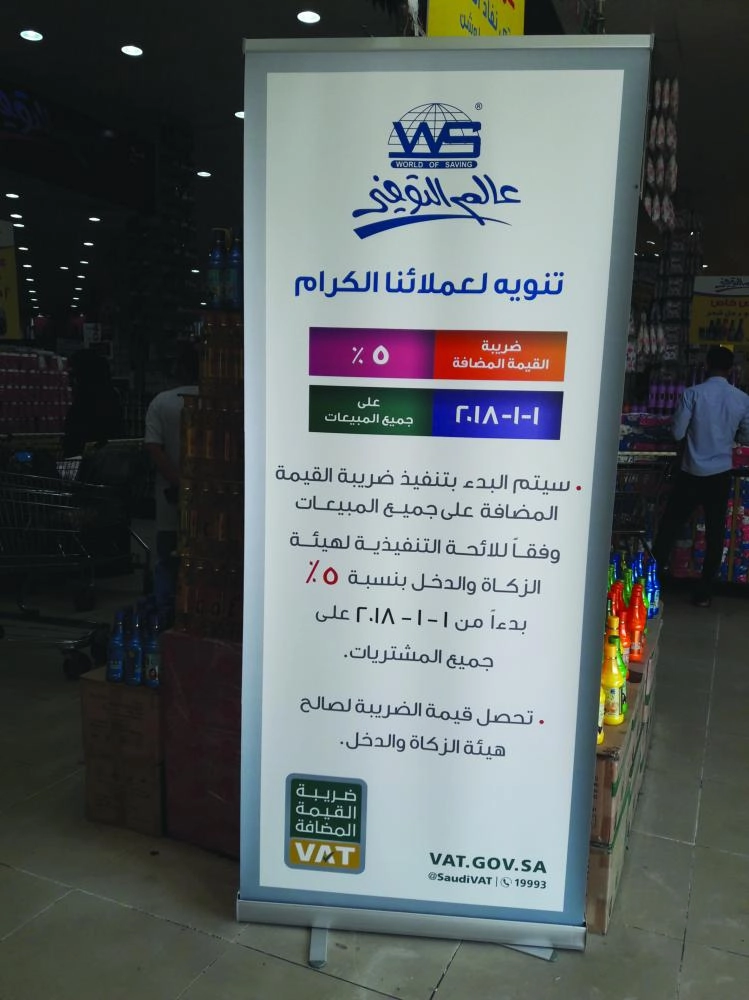 WS
®
WORLD OF SAVING
عالم التوفير
تنويه لعملائنا الكرام
ضريبة
القيمة المضافة
٥ ٪
١-١-٢٠١٨
على
جميع المبيعات
• سيتم البدء بتنفيذ ضريبة القيمة
المضافة على جميع المبيعات
وفقاً للائحة التنفيذية لهيئة
الزكاة والدخل بنسبة ٥٪
بدءاً من ١-١-٢٠١٨ على
جميع المشتريات.
• تحصل قيمة الضريبة لصالح
هيئة الزكاة والدخل.
ضريبة
القيمة
المضافة
VAT
VAT.GOV.SA
@SaudiVAT | 19993